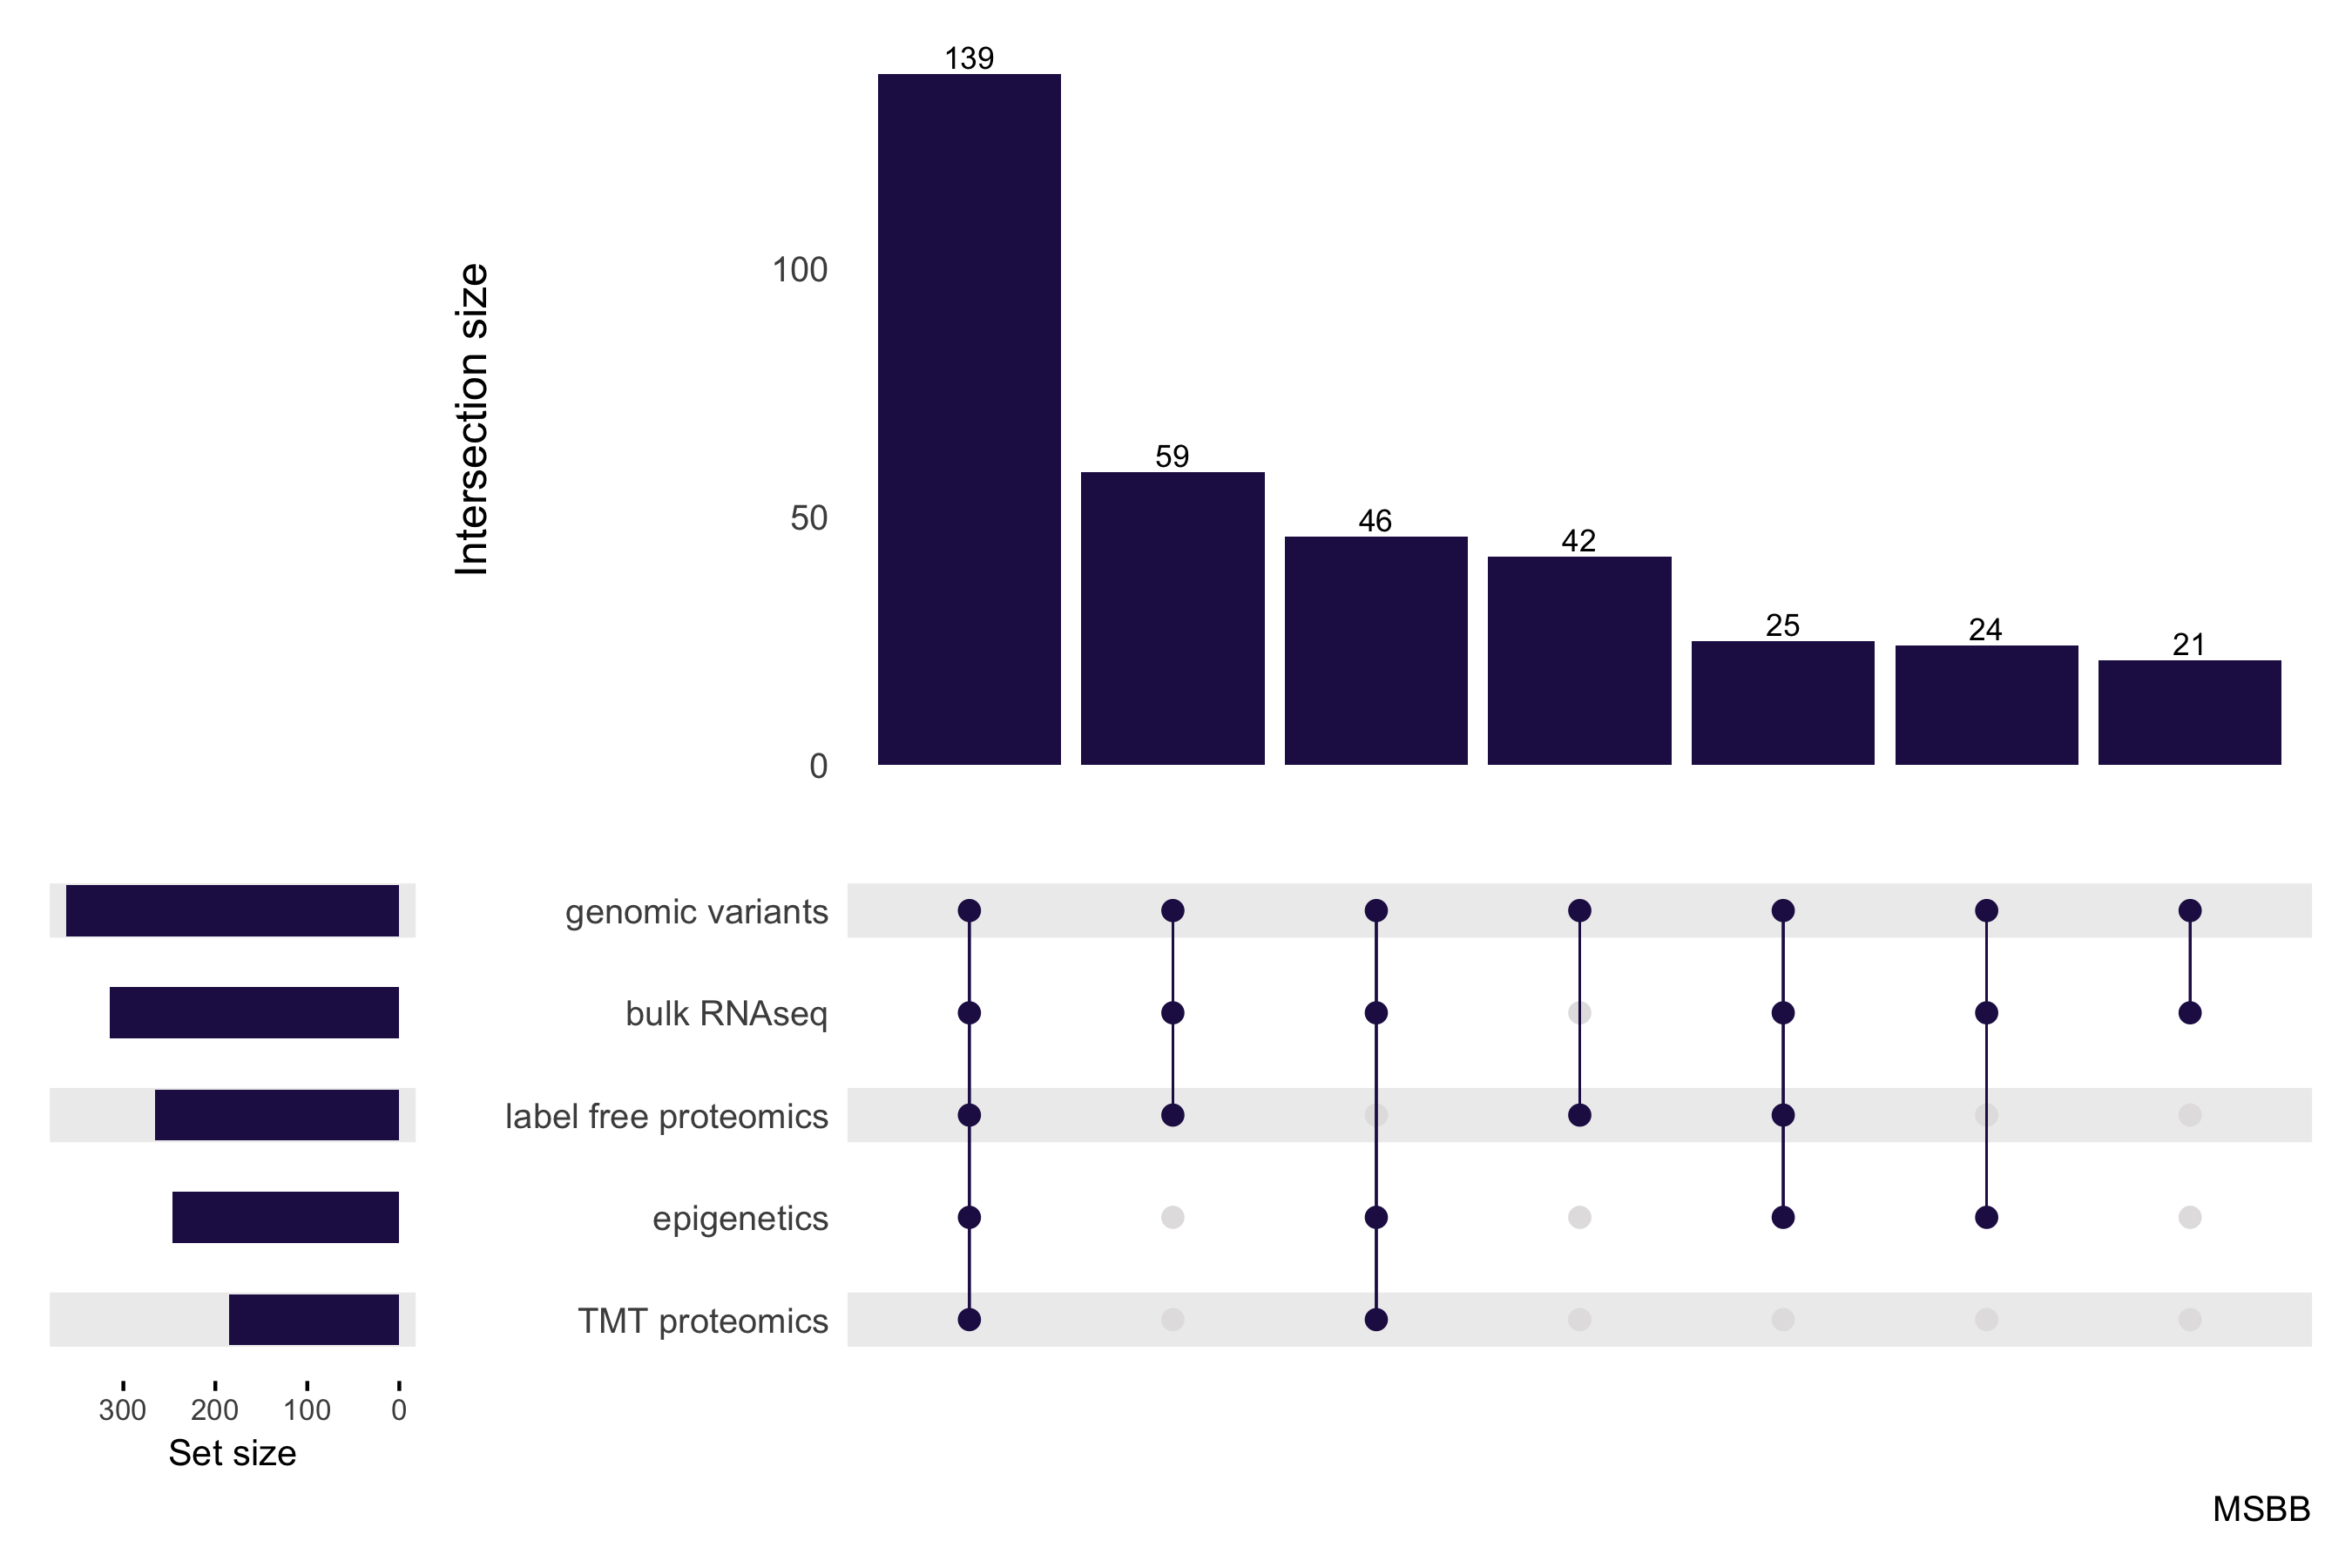 139
59
46
42
25
24
21
Intersection size
100
50
0
genomic variants
bulk RNAseq
label free proteomics
epigenetics
TMT proteomics
300 200 100 0
Set size
MSBB